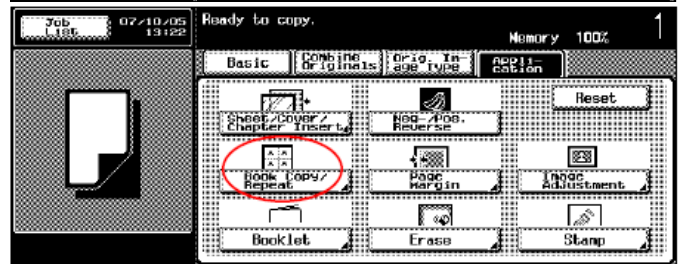 Job List
07/10/05
13:22
Ready to copy.
Memory 100%
1
Basic
Combine Originals
Orig. Im-
age Type
Appli-
cation
Sheet/Cover/
Chapter Insert
Neg-/Pos.
Reverse
Reset
Book Copy/
Repeat
Page
Margin
Image
Adjustment
Booklet
Erase
Stamp